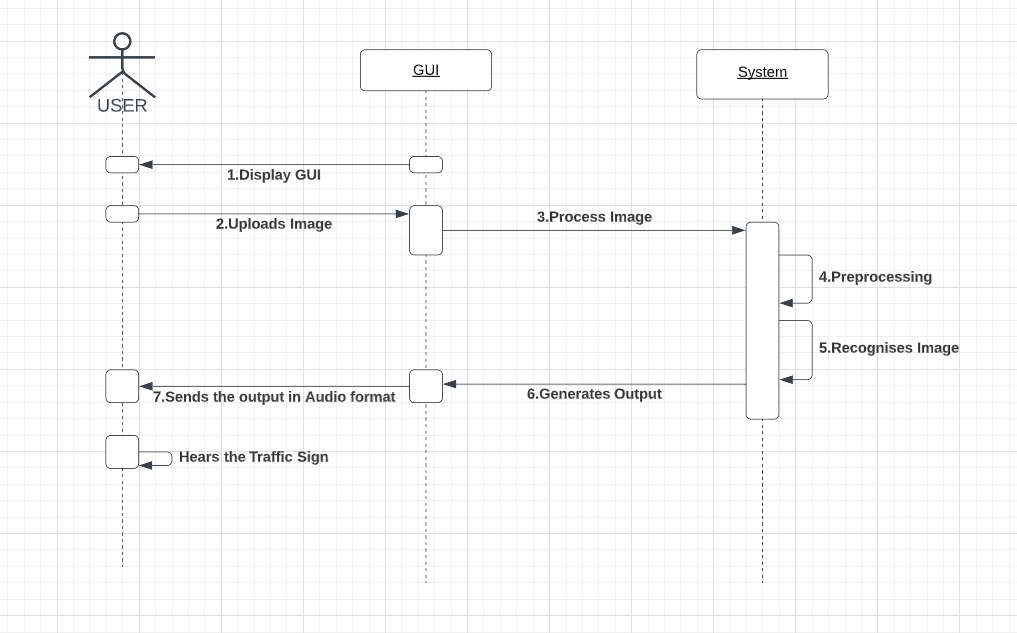 USER
GUI
System
1.Display GUI
2.Uploads Image
3.Process Image
4.Preprocessing
5.Recognises Image
6.Generates Output
7.Sends the output in Audio format
Hears the Traffic Sign